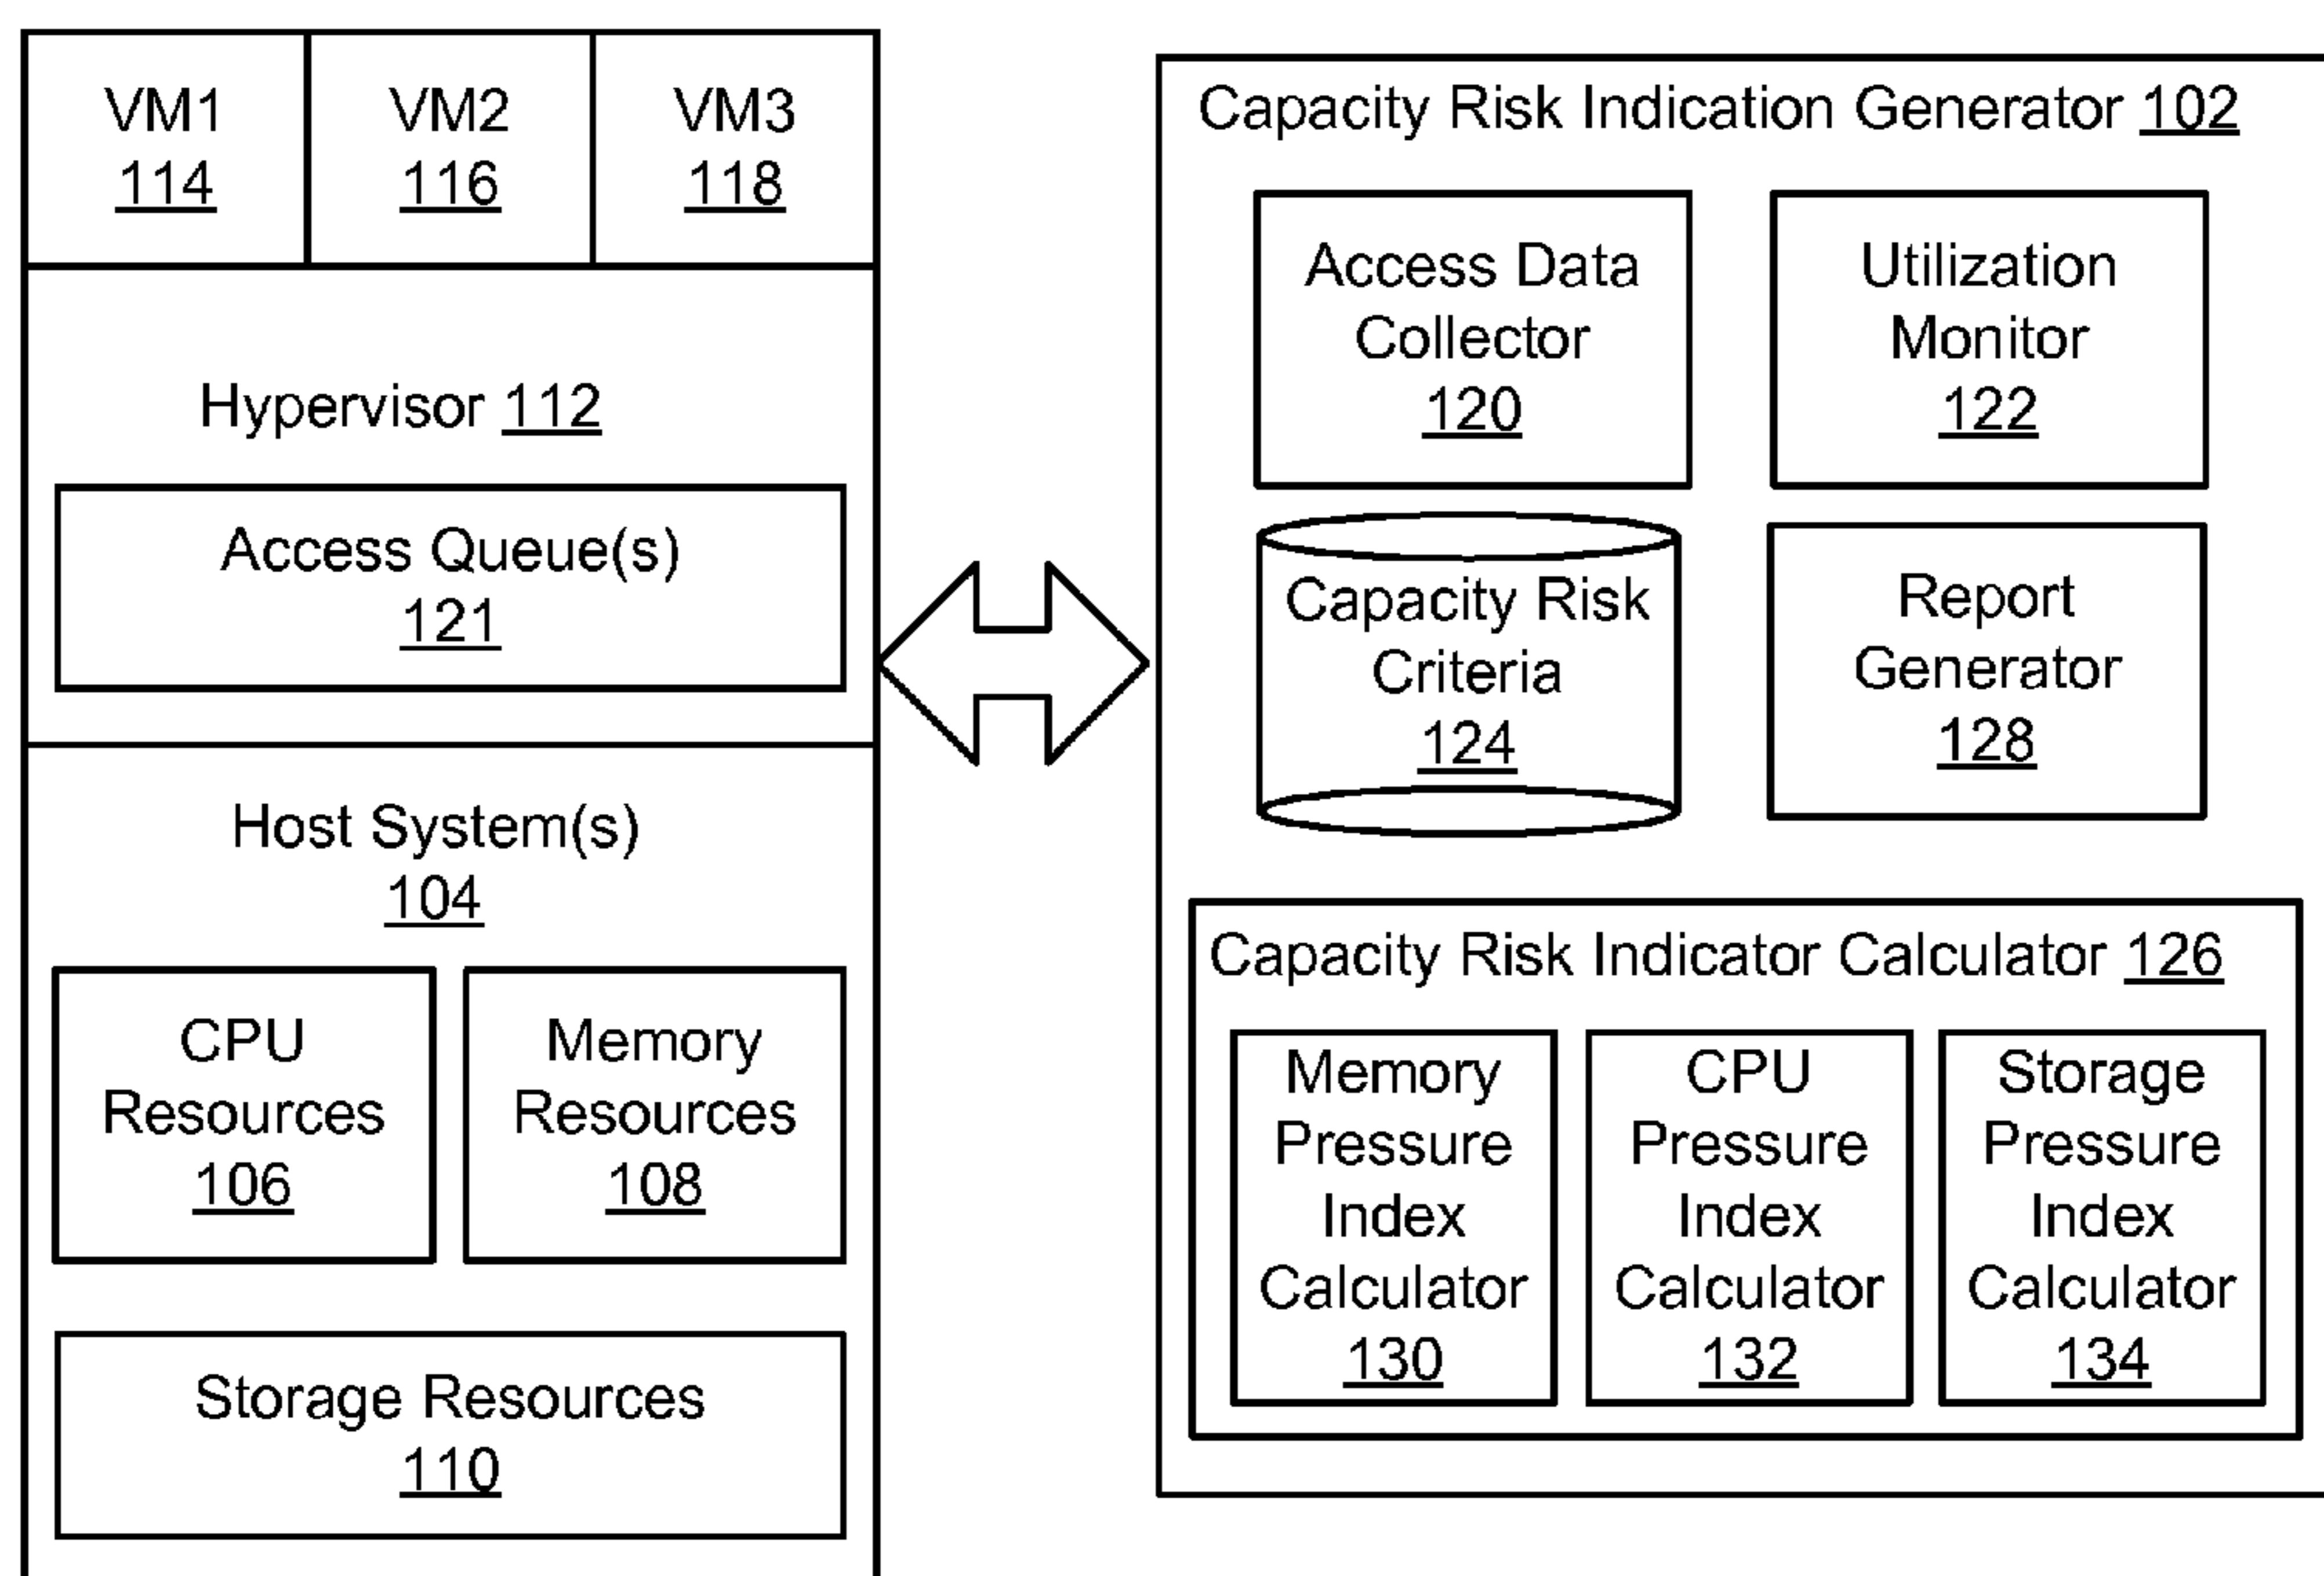 VM1
114
VM2
116
VM3
118
Hypervisor 112
Access Queue(s)
121
Host System(s)
104
CPU
Resources
106
Memory
Resources
108
Storage Resources
110
Capacity Risk Indication Generator 102
Access Data
Collector
120
Utilization
Monitor
122
Capacity Risk
Criteria
124
Report
Generator
128
Capacity Risk Indicator Calculator 126
Memory
Pressure
Index
Calculator
130
CPU
Pressure
Index
Calculator
132
Storage
Pressure
Index
Calculator
134